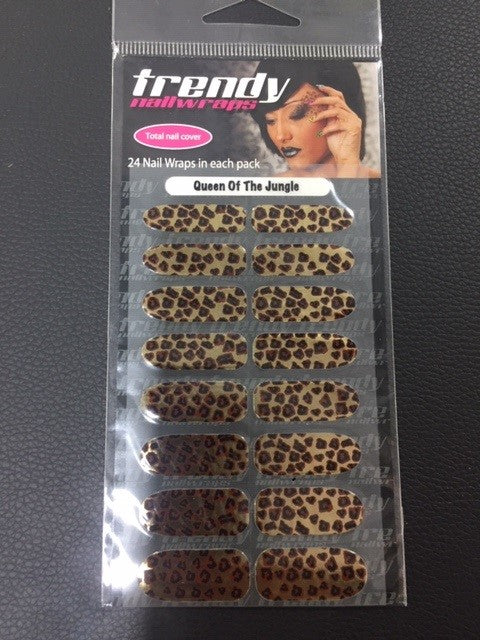 trendy
nailwraps
Total nail cover
24 Nail Wraps in each pack
Queen Of The Jungle